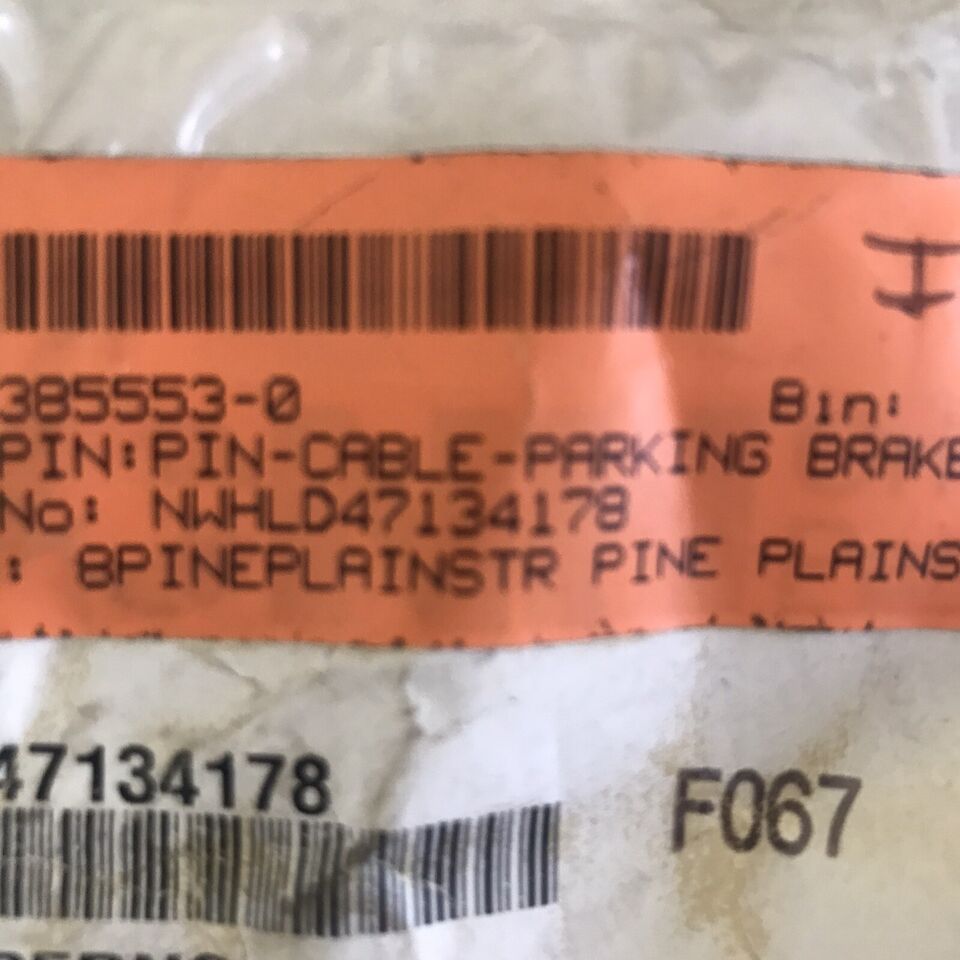 385553-0 Bin:
PIN:PIN-CABLE-PARKING BRAKE
No: NWHLD47134178
: 8PINEPLAINSTR PINE PLAINS
47134178
F067